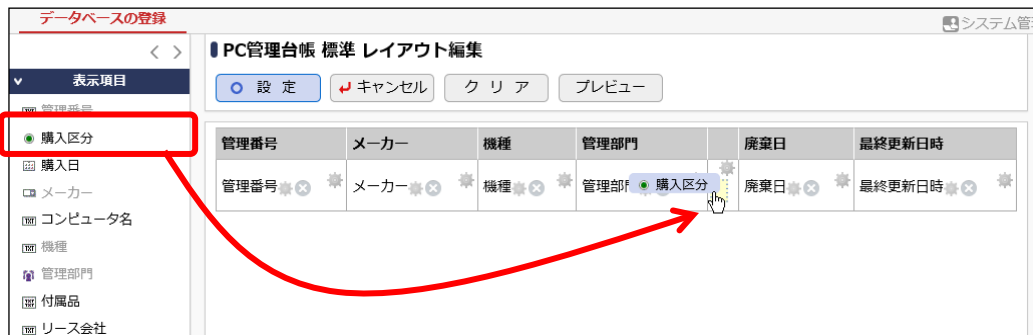 データベースの登録
システム管
PC管理台帳 標準 レイアウト編集
表示項目
設 定
キャンセル
ク リ ア
プレビュー
管理番号
購入区分
購入日
メーカー
コンピュータ名
機種
管理部門
付属品
リース会社
管理番号 メーカー 機種 管理部門 廃棄日 最終更新日時
管理番号 メーカー 機種 管理部 購入区分 廃棄日 最終更新日時